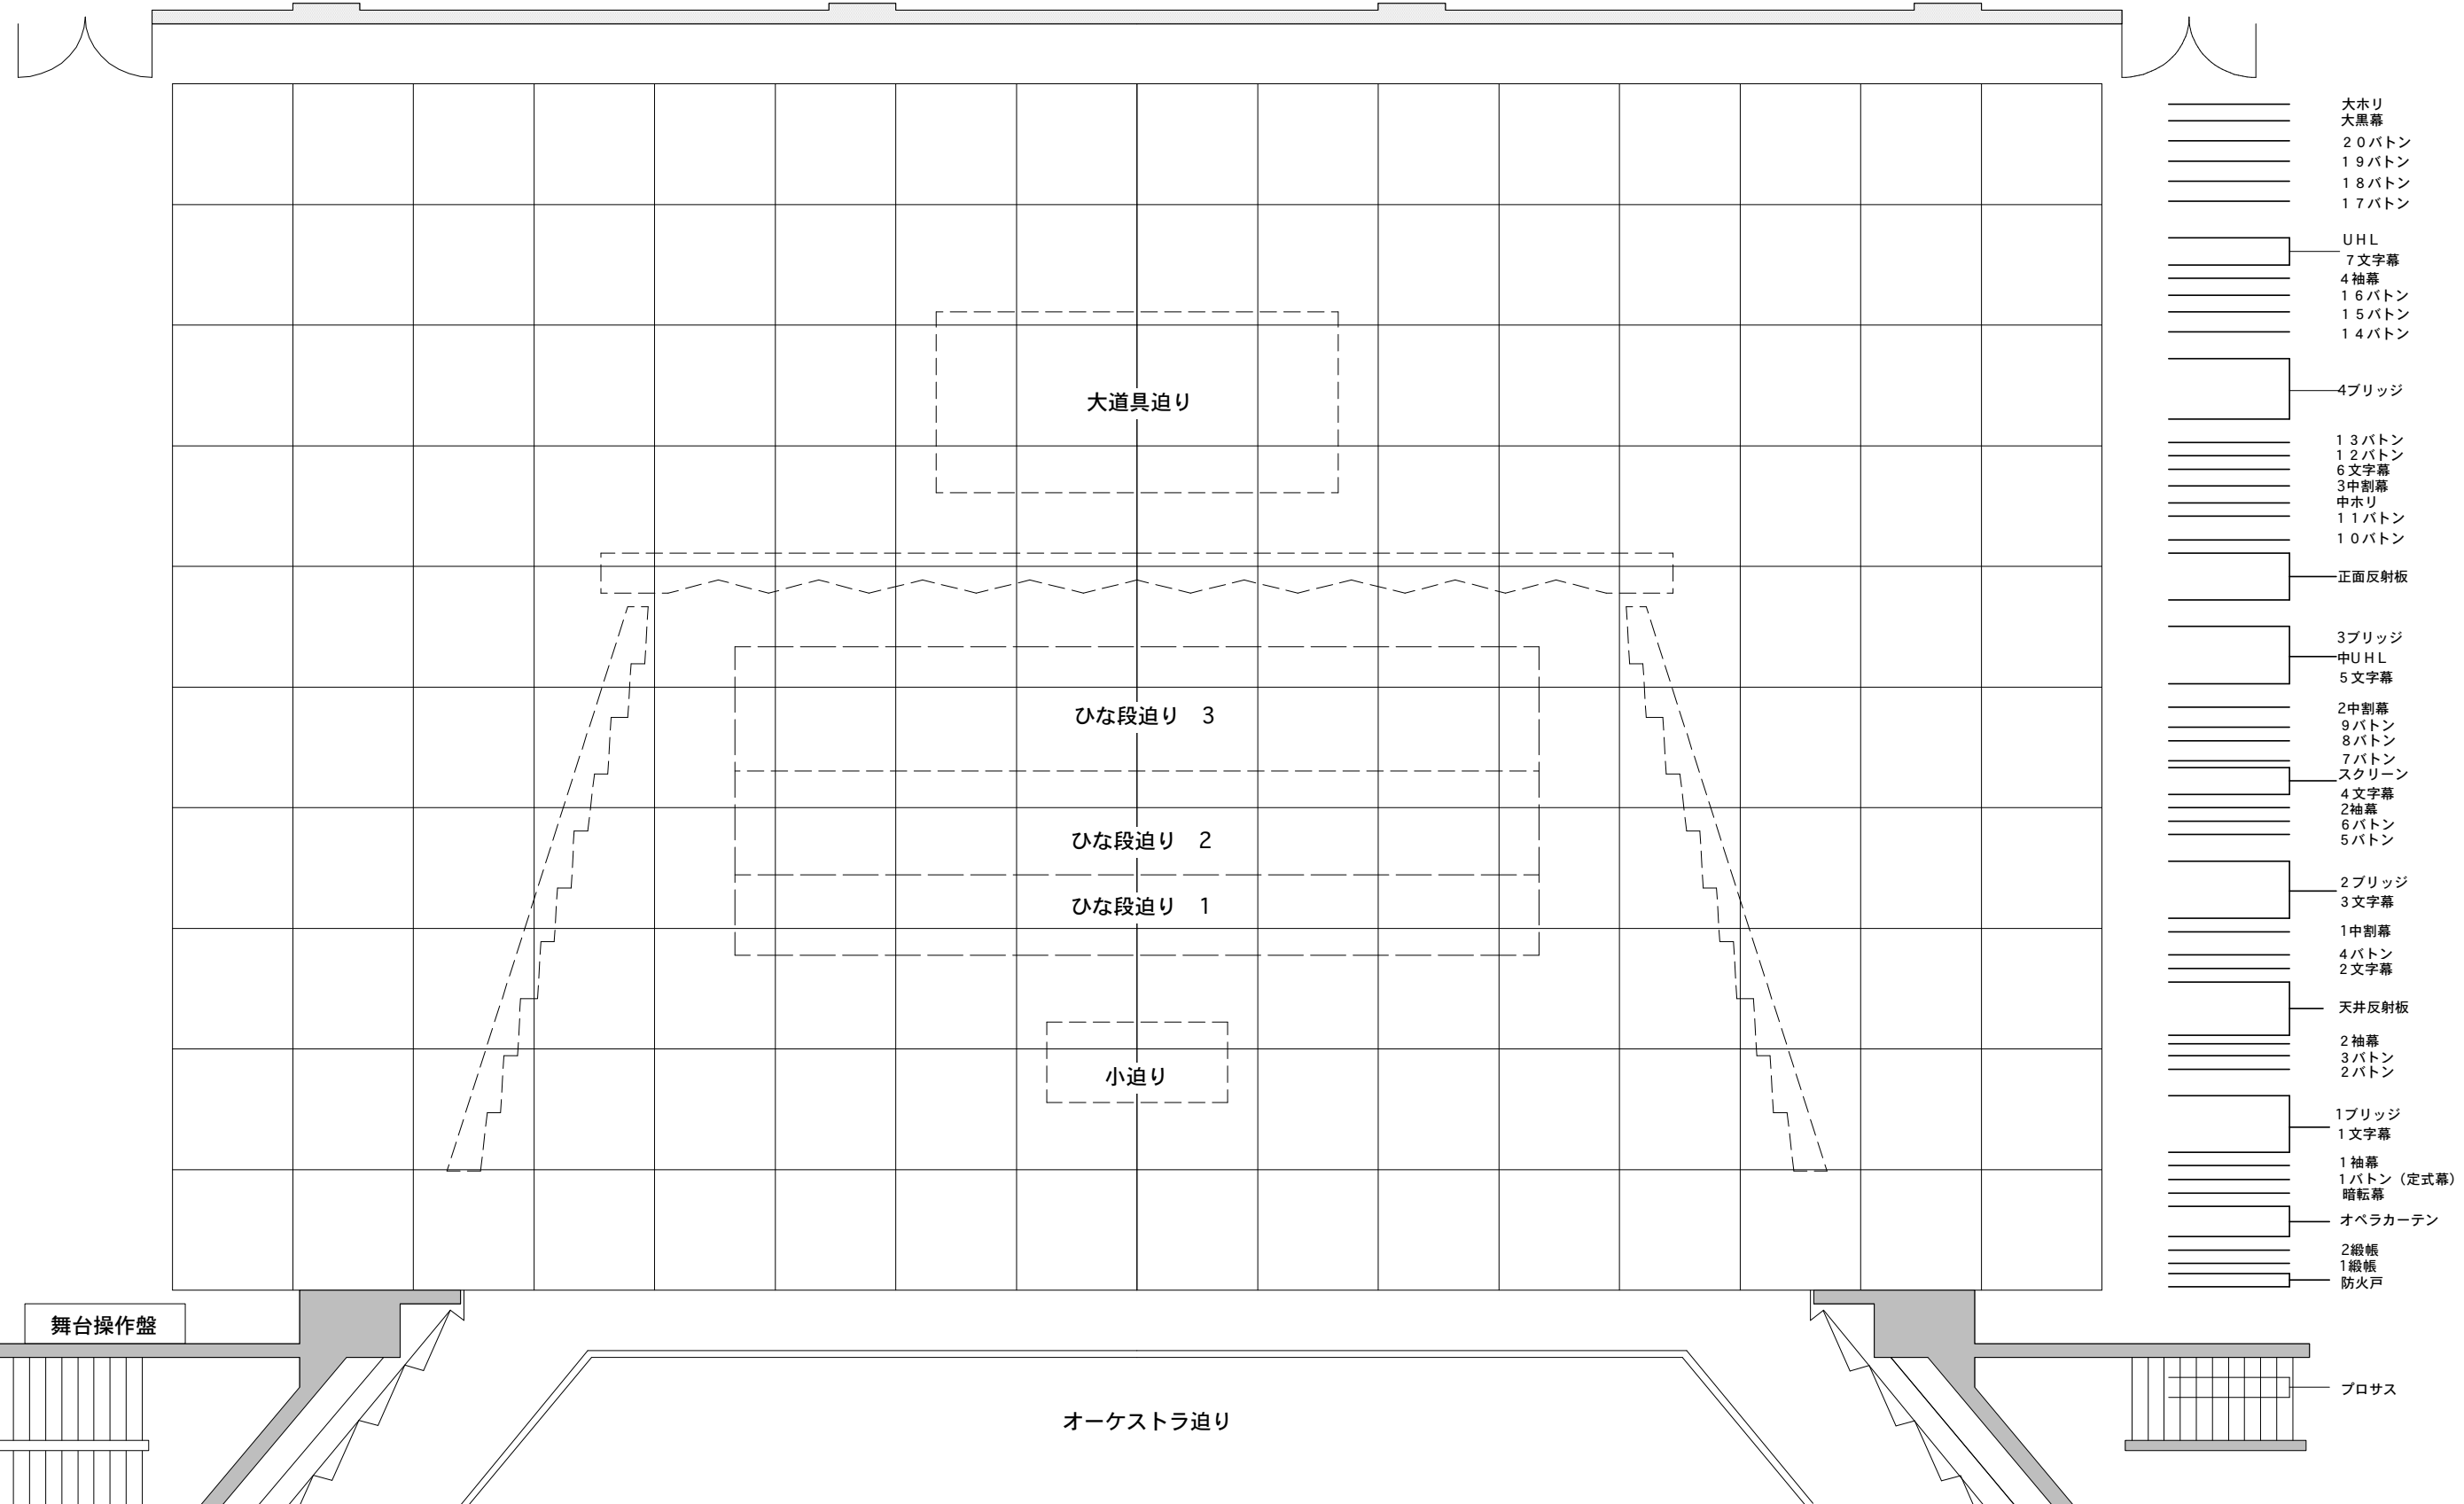 大ホリ
大黒幕
２０バトン
１９バトン
１８バトン
１７バトン
ＵＨＬ
７文字幕
４袖幕
１６バトン
１５バトン
１４バトン
大道具迫り
4ブリッジ
１３バトン
１２バトン
６文字幕
3中割幕
中ホリ
１１バトン
１０バトン
正面反射板
3ブリッジ
中ＵＨＬ
５文字幕
ひな段迫り　3
2中割幕
９バトン
８バトン
７バトン
スクリーン
４文字幕
2袖幕
６バトン
５バトン
ひな段迫り　2
２ブリッジ
３文字幕
ひな段迫り　1
1中割幕
４バトン
２文字幕
天井反射板
２袖幕
３バトン
２バトン
小迫り
1ブリッジ
１文字幕
１袖幕
１バトン（定式幕）
暗転幕
オペラカーテン
2緞帳
1緞帳
防火戸
舞台操作盤
プロサス
オーケストラ迫り